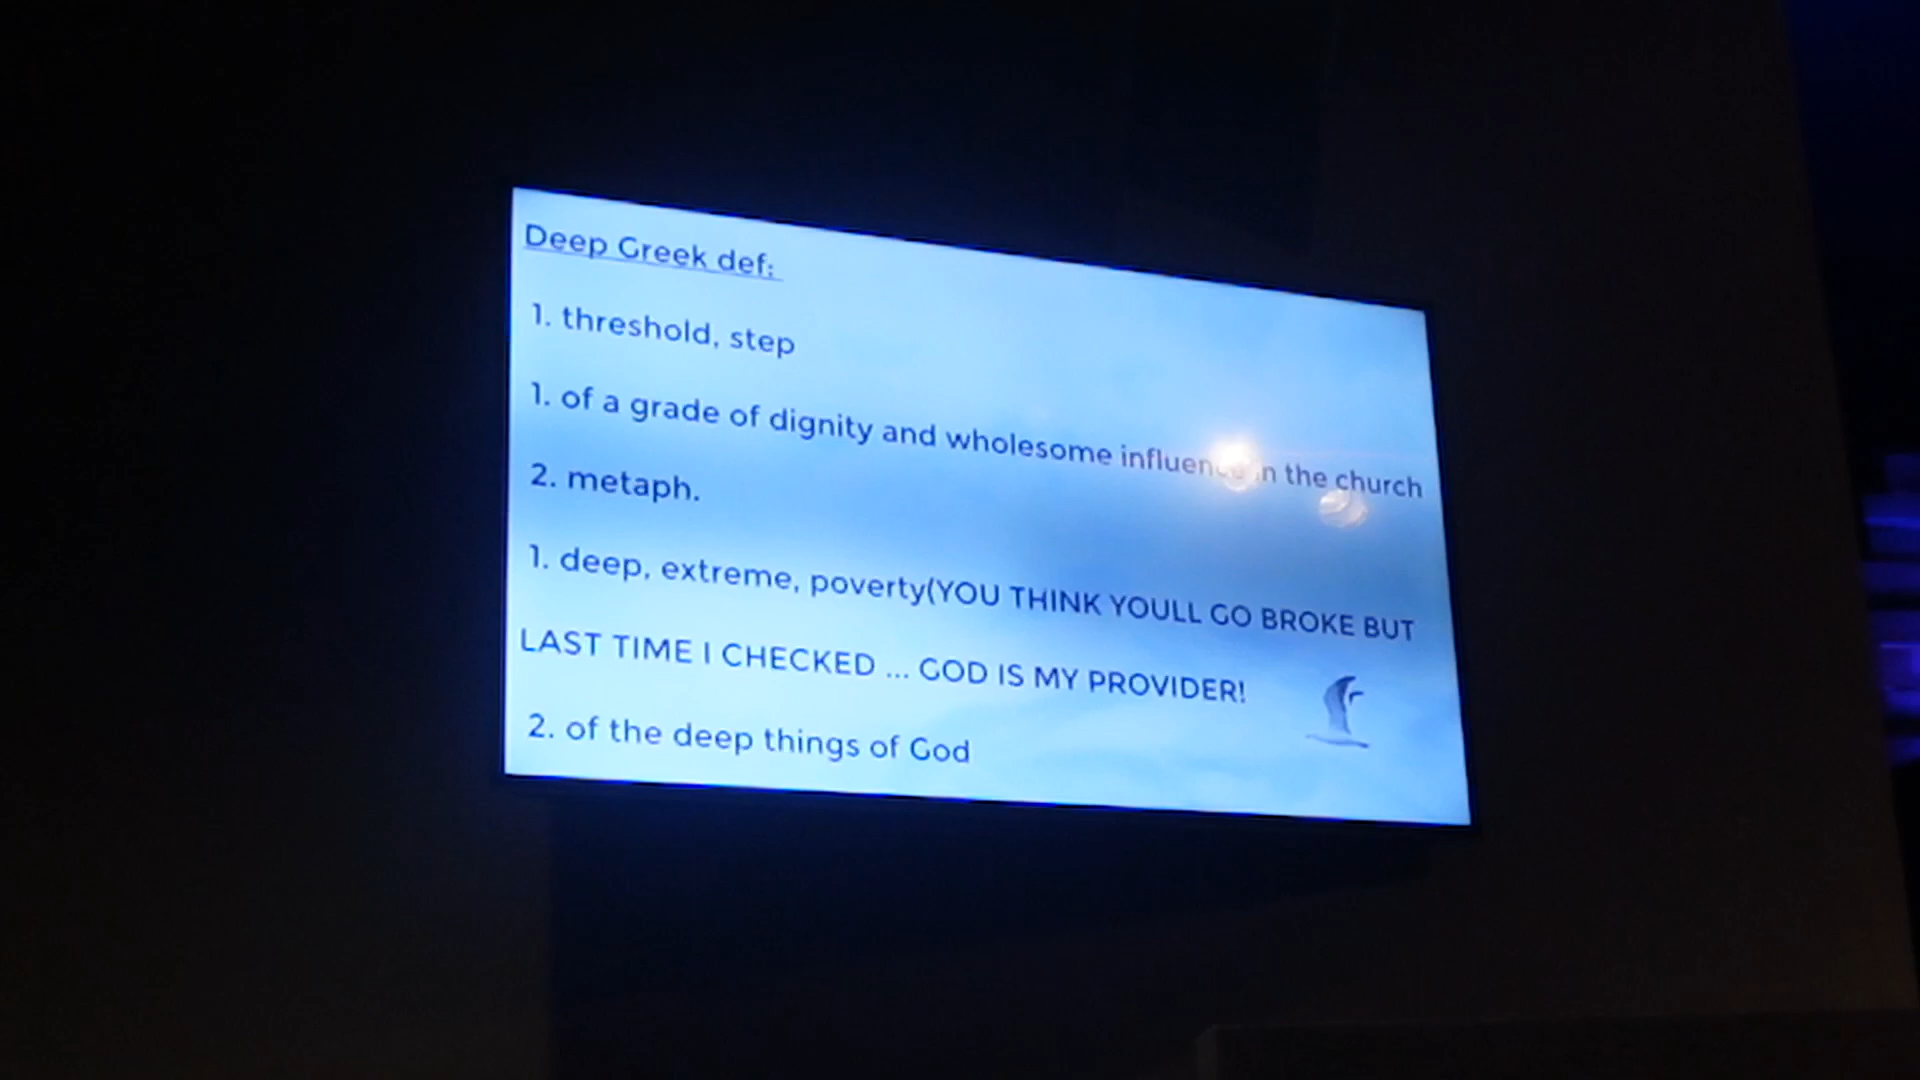 Deep Greek def:
1. threshold, step
1. of a grade of dignity and wholesome influence in the church
2. metaph.
1. deep, extreme, poverty(YOU THINK YOULL GO BROKE BUT
LAST TIME I CHECKED ... GOD IS MY PROVIDER!
2. of the deep things of God